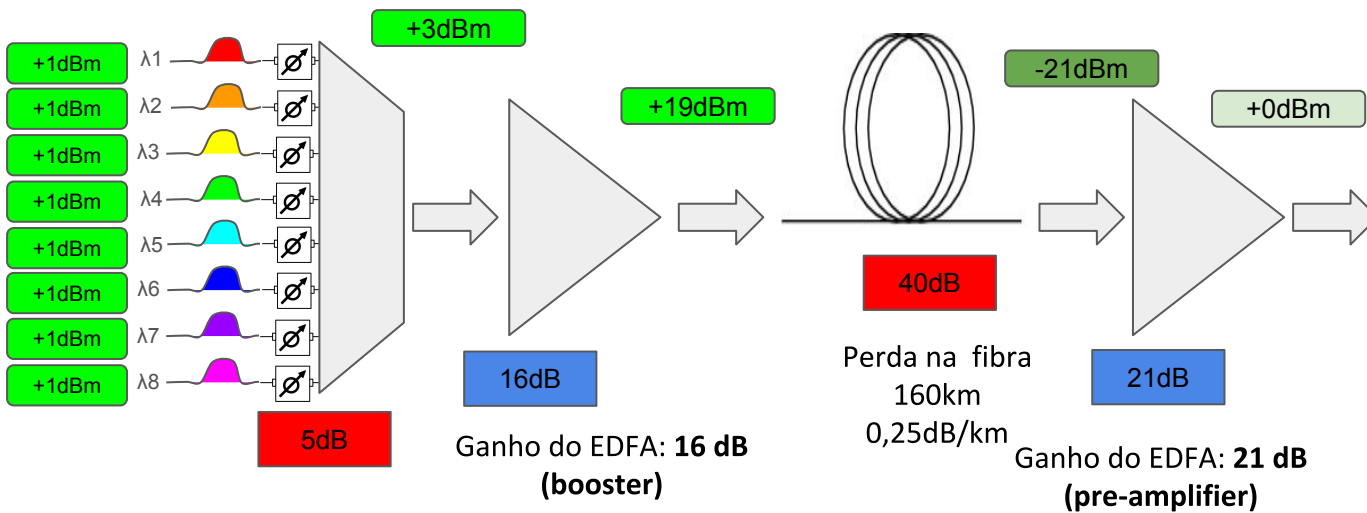 +3dBm
+1dBm λ1
+1dBm λ2
+1dBm λ3
+1dBm λ4
+1dBm λ5
+1dBm λ6
+1dBm λ7
+1dBm λ8
5dB
16dB
Ganho do EDFA: 16 dB
(booster)
+19dBm
40dB
Perda na fibra
160km
0,25dB/km
-21dBm
21dB
Ganho do EDFA: 21 dB
(pre-amplifier)
+0dBm